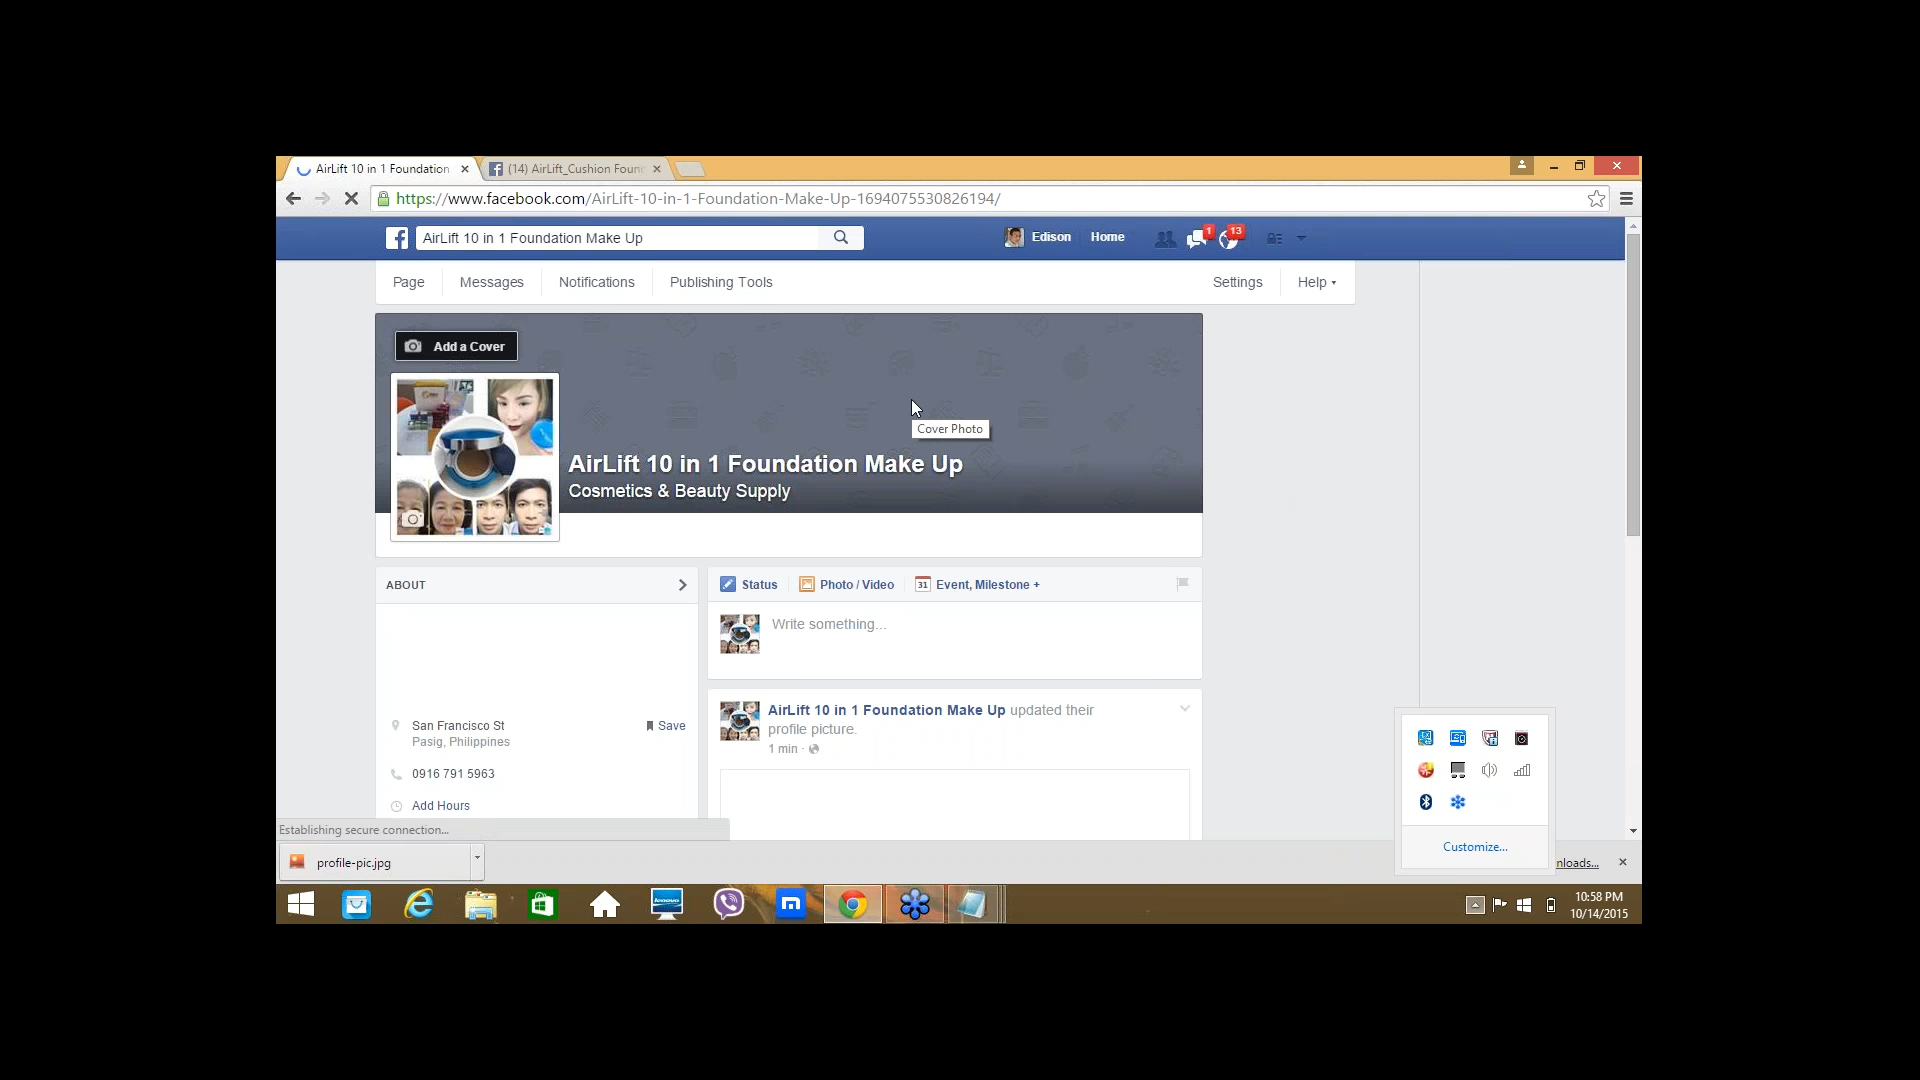 AirLift 10 in 1 Foundation
(14) AirLift_Cushion Foun
https://www.facebook.com/AirLift-10-in-1-Foundation-Make-Up-1694075530826194/
AirLift 10 in 1 Foundation Make Up
Edison
Home
1
13
Page
Messages
Notifications
Publishing Tools
Settings
Help
Add a Cover
Cover Photo
AirLift 10 in 1 Foundation Make Up
Cosmetics & Beauty Supply
ABOUT
Status
Photo / Video
31
Event, Milestone +
Write something...
AirLift 10 in 1 Foundation Make Up updated their
profile picture.
1 min ·
San Francisco St
Save
Pasig, Philippines
0916 791 5963
Add Hours
Establishing secure connection...
Customize...
profile-pic.jpg
nloads...
lenovo
10:58 PM
10/14/2015